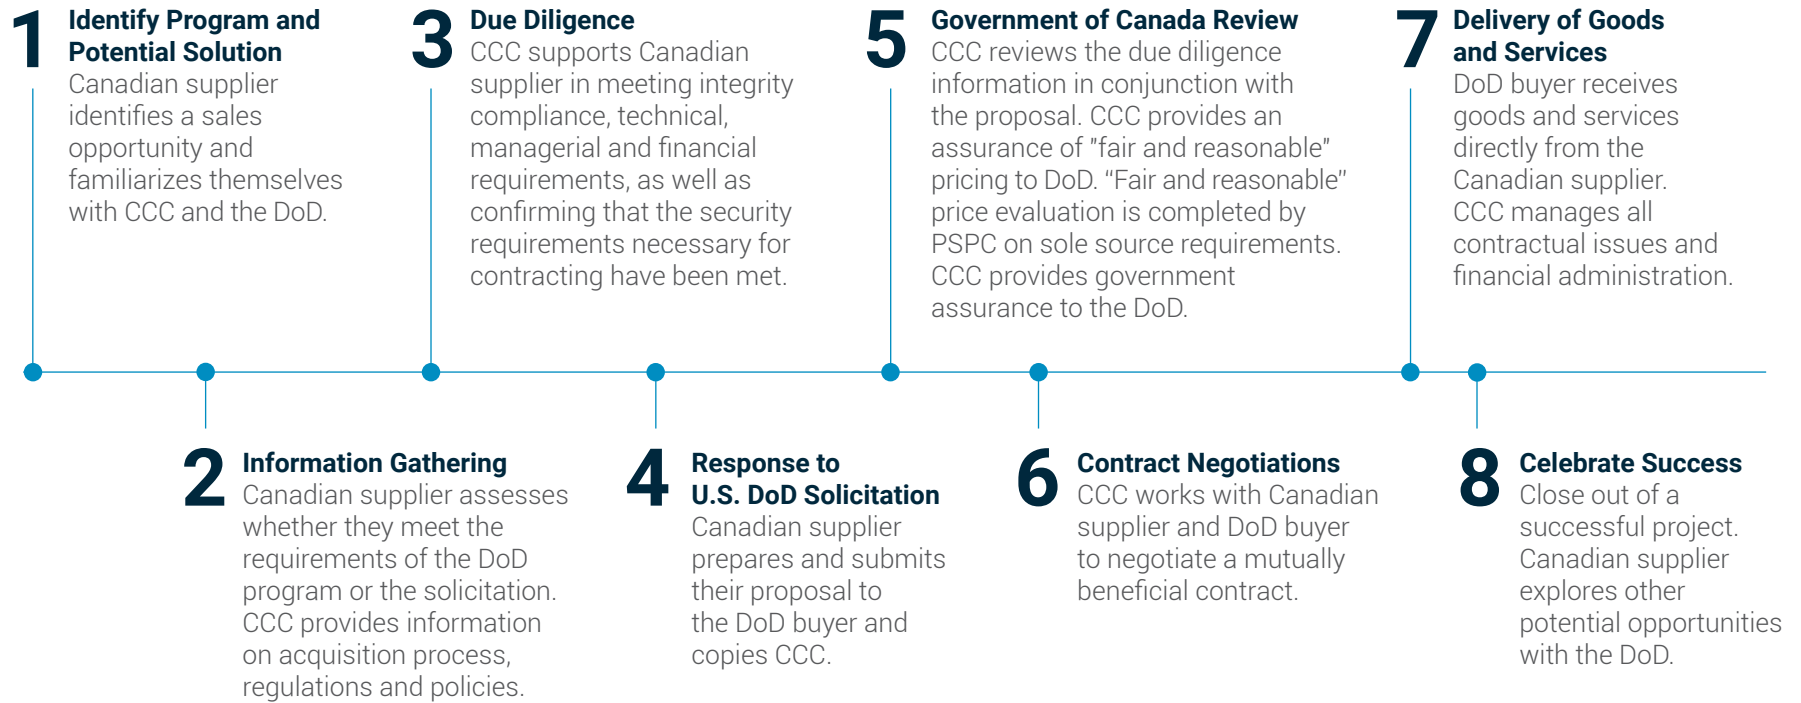 1
Identify Program and
Potential Solution
Canadian supplier
identifies a sales
opportunity and
familiarizes themselves
with CCC and the DoD.
2
Information Gathering
Canadian supplier assesses
whether they meet the
requirements of the DoD
program or the solicitation.
CCC provides information
on acquisition process,
regulations and policies.
3
Due Diligence
CCC supports Canadian
supplier in meeting integrity
compliance, technical,
managerial and financial
requirements, as well as
confirming that the security
requirements necessary for
contracting have been met.
4
Response to
U.S. DoD Solicitation
Canadian supplier
prepares and submits
their proposal to
the DoD buyer and
copies CCC.
5
Government of Canada Review
CCC reviews the due diligence
information in conjunction with
the proposal. CCC provides an
assurance of "fair and reasonable"
pricing to DoD. “Fair and reasonable”
price evaluation is completed by
PSPC on sole source requirements.
CCC provides government
assurance to the DoD.
6
Contract Negotiations
CCC works with Canadian
supplier and DoD buyer
to negotiate a mutually
beneficial contract.
7
Delivery of Goods
and Services
DoD buyer receives
goods and services
directly from the
Canadian supplier.
CCC manages all
contractual issues and
financial administration.
8
Celebrate Success
Close out of a
successful project.
Canadian supplier
explores other
potential opportunities
with the DoD.